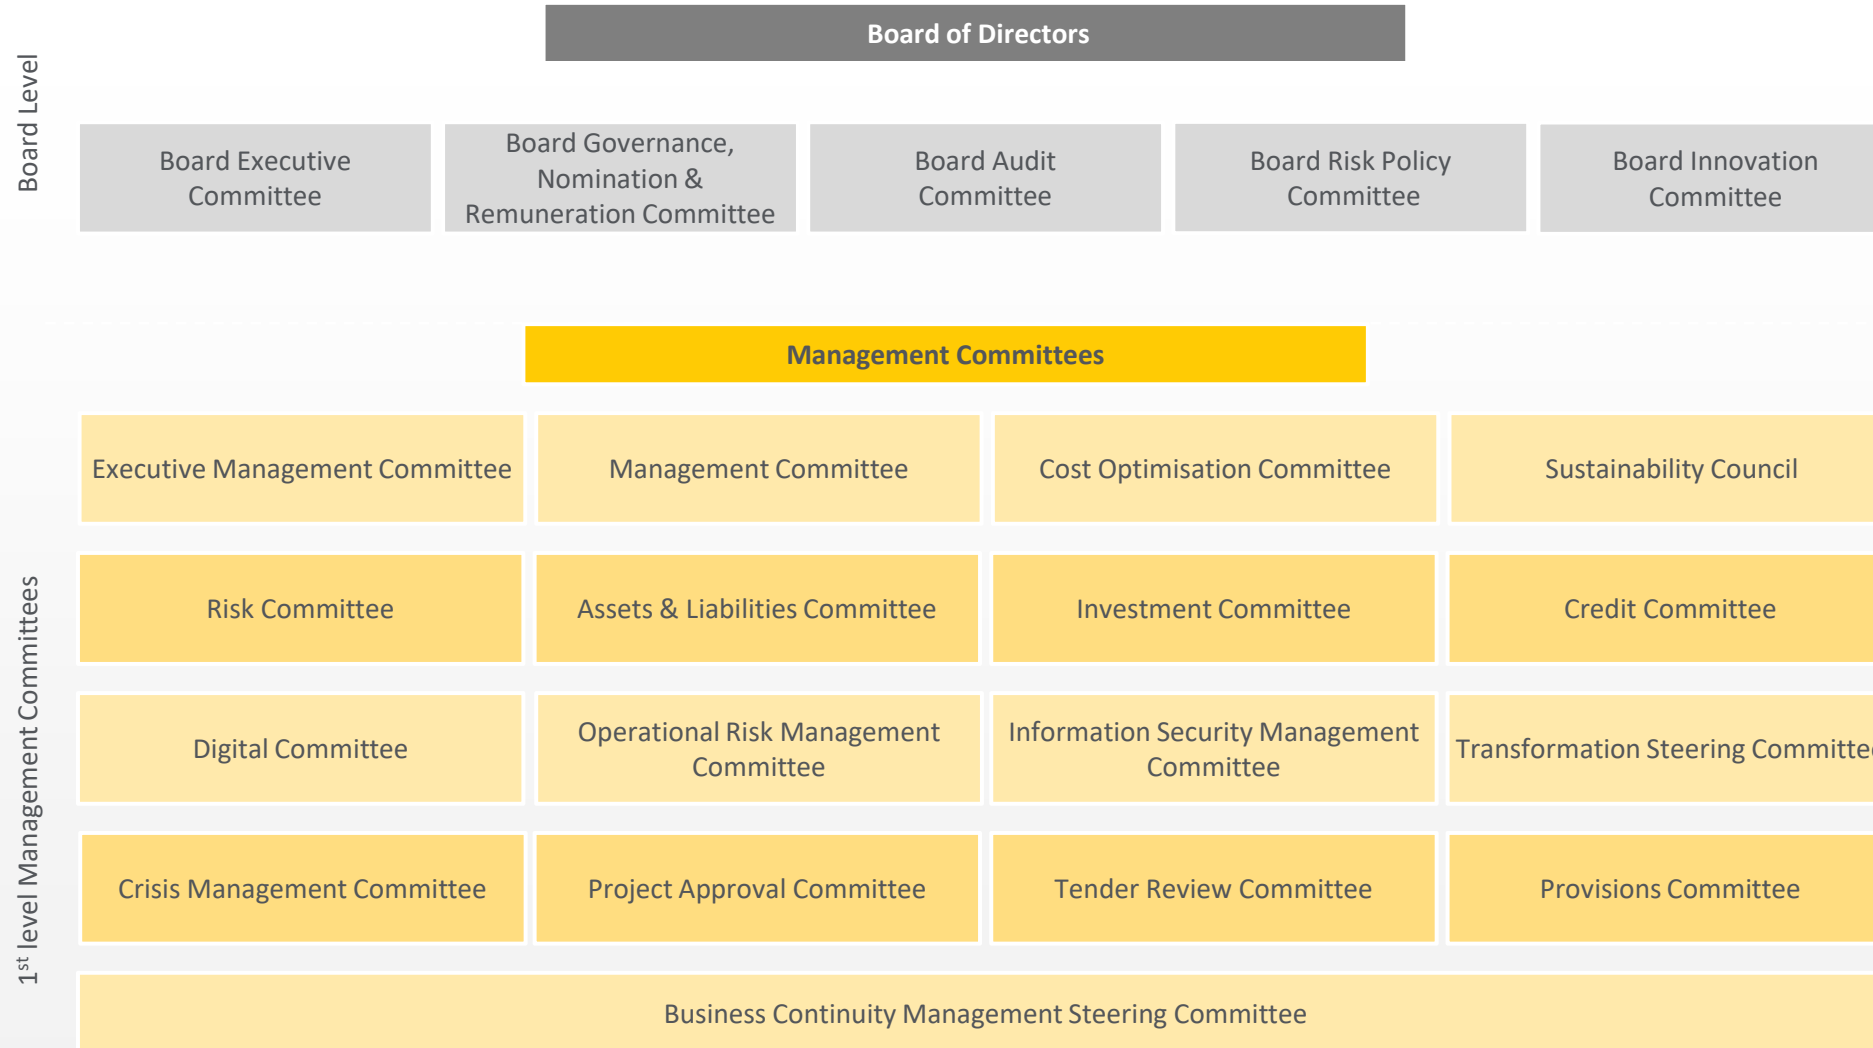 Board of Directors
Board Level
Board Executive
Committee
Board Governance,
Nomination &
Remuneration Committee
Board Audit
Committee
Board Risk Policy
Committee
Board Innovation
Committee
Management Committees
1st level Management Committees
Executive Management Committee
Management Committee
Cost Optimisation Committee
Sustainability Council
Risk Committee
Assets & Liabilities Committee
Investment Committee
Credit Committee
Digital Committee
Operational Risk Management
Committee
Information Security Management
Committee
Transformation Steering Committee
Crisis Management Committee
Project Approval Committee
Tender Review Committee
Provisions Committee
Business Continuity Management Steering Committee